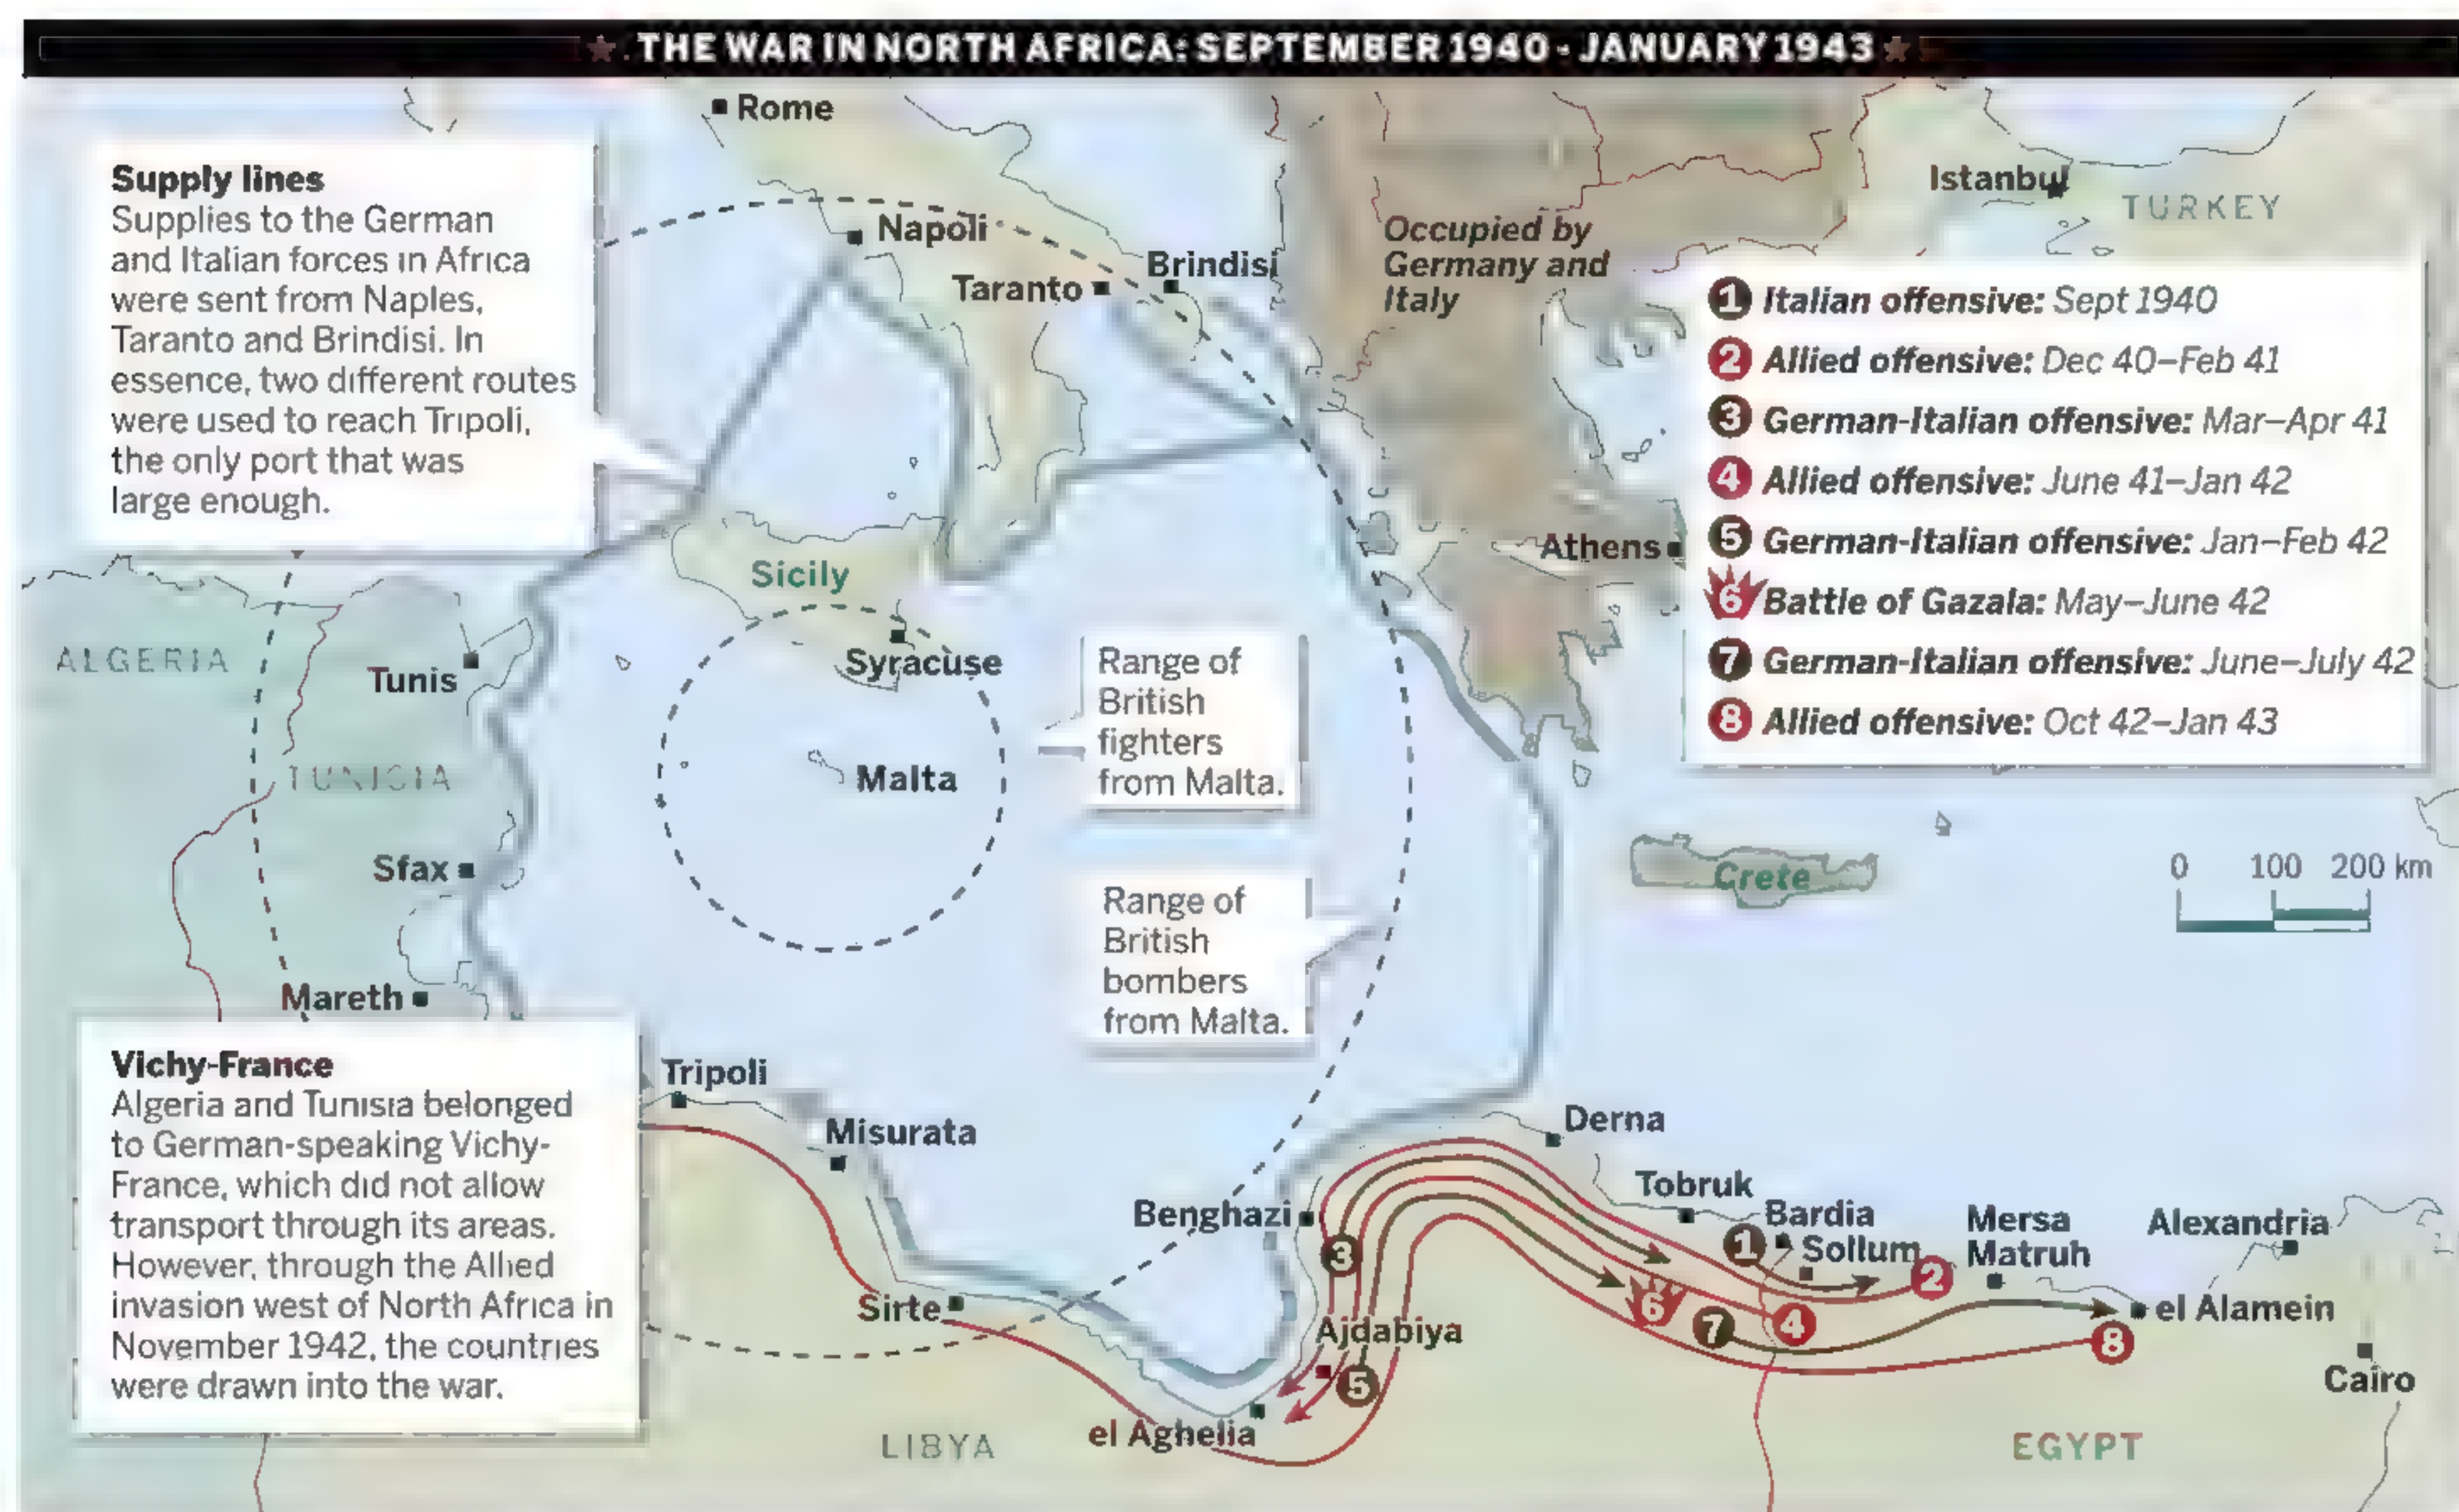 THE WAR IN NORTH AFRICA: SEPTEMBER 1940 - JANUARY 1943
Rome
Supply lines
Supplies to the German
and Italian forces in Africa
were sent from Naples,
Taranto and Brindisi. In
essence, two different routes
were used to reach Tripoli,
the only port that was
large enough.
Napoli
Taranto
Brindisi
Occupied by
Germany and
Italy
Istanbul
TURKEY
1 Italian offensive: Sept 1940
2 Allied offensive: Dec 40–Feb 41
3 German-Italian offensive: Mar–Apr 41
4 Allied offensive: June 41–Jan 42
5 German-Italian offensive: Jan–Feb 42
6 Battle of Gazala: May–June 42
7 German-Italian offensive: June–July 42
8 Allied offensive: Oct 42–Jan 43
Athens
Sicily
Syracuse
ALGERIA
Tunis
TUNISIA
Malta
Range of
British
fighters
from Malta.
Sfax
Crete
0 100 200 km
Range of
British
bombers
from Malta.
Mareth
Vichy-France
Algeria and Tunisia belonged
to German-speaking Vichy-
France, which did not allow
transport through its areas.
However, through the Allied
invasion west of North Africa in
November 1942, the countries
were drawn into the war.
Tripoli
Misurata
Sirte
Benghazi
Derna
Tobruk
Bardia
Sollum
Mersa
Matruh
Alexandria
el Alamein
Cairo
Ajdabiya
el Aghelia
1
2
3
4
5
6
7
8
LIBYA
EGYPT